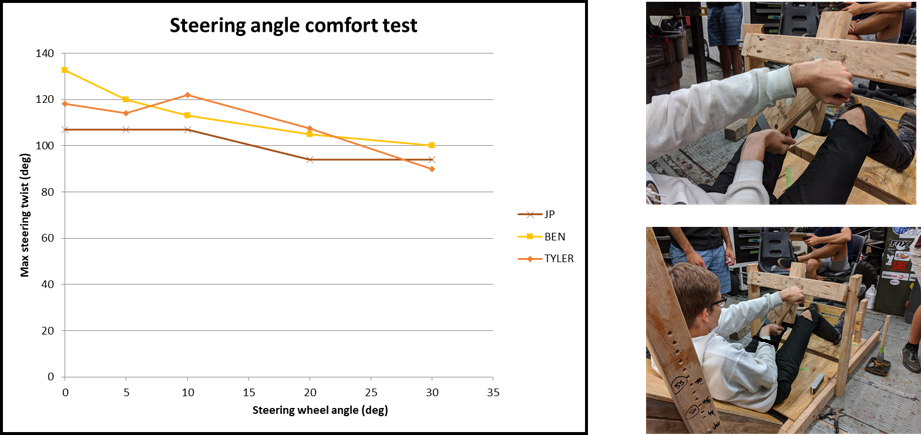 Steering angle comfort test
Max steering twist (deg)
140
120
100
80
60
40
20
0
0 5 10 15 20 25 30 35
Steering wheel angle (deg)
JP
BEN
TYLER